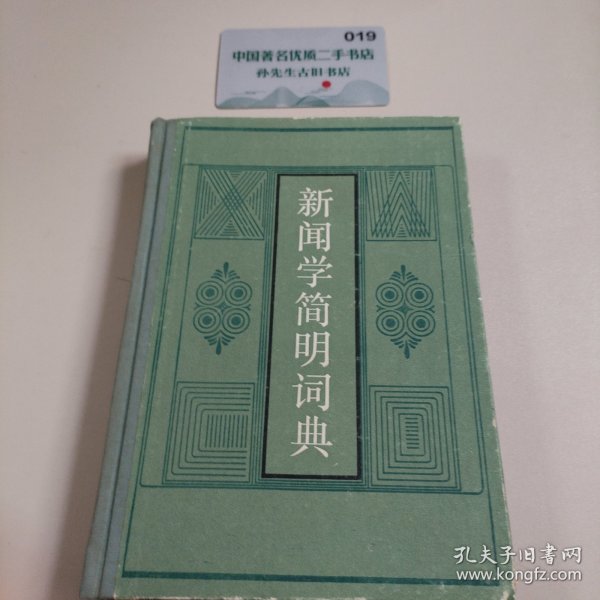 019
中国著名优质二手书店
孙先生古旧书店
新闻学简明词典
孔夫子旧書网
www.kongfz.com